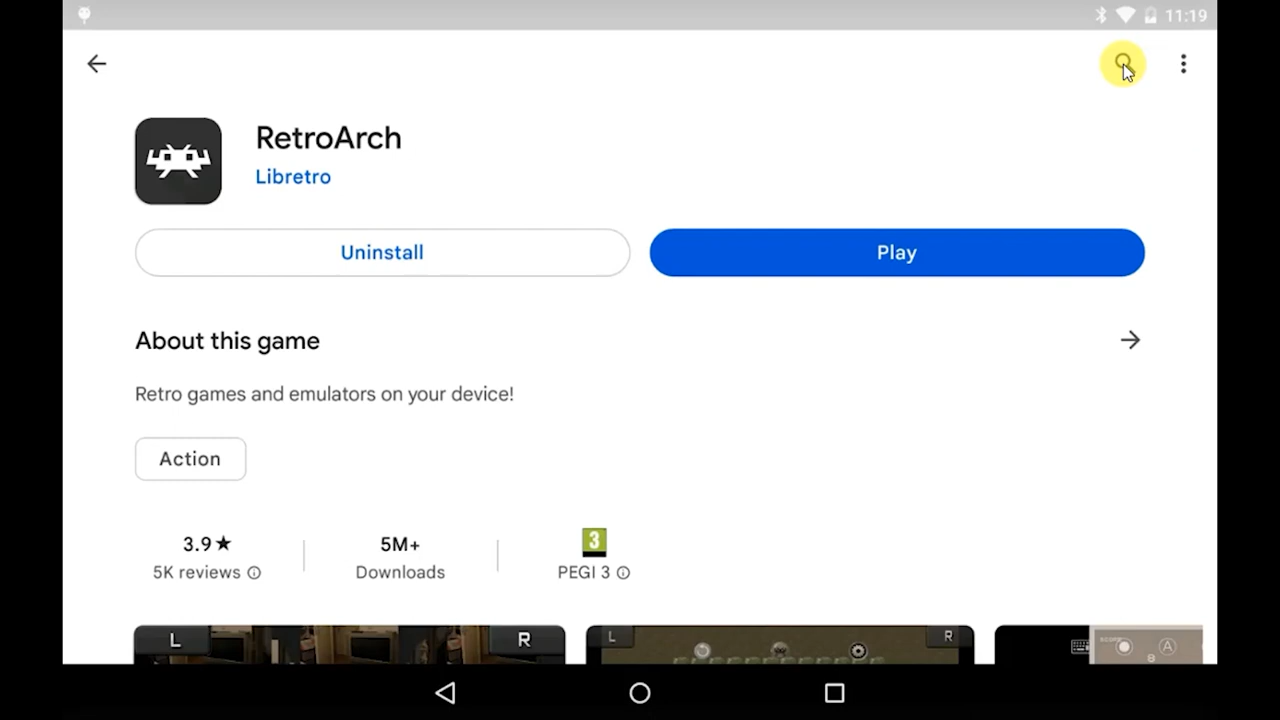 11:19
RetroArch
Libretro
Uninstall
Play
About this game
Retro games and emulators on your device!
Action
3.9★
5K reviews
5M+
Downloads
3
PEGI 3
L
R
L
R
SCORE
A
B